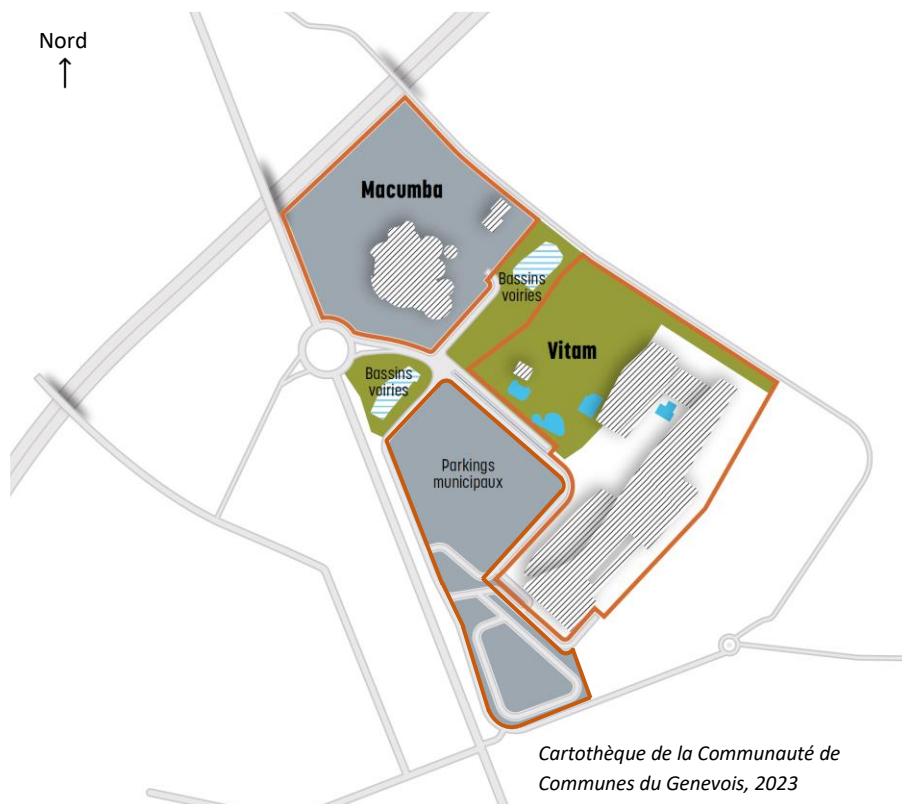 Nord
↑
Macumba
Bassins
voiries
Vitam
Bassins
voiries
Parkings
municipaux
Cartothèque de la Communauté de
Communes du Genevois, 2023